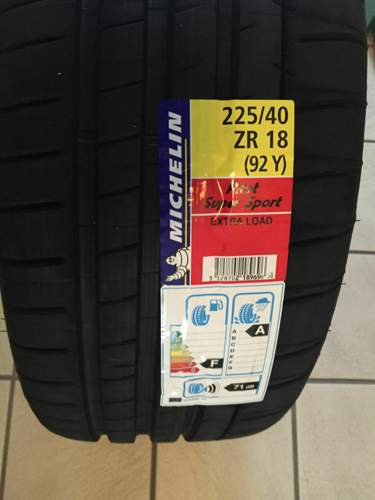 MICHELIN
225/40
ZR 18
(92 Y)
Pilot
Super Sport
EXTRA LOAD
A
B
C
D
E
F
G
A
F
71 dB